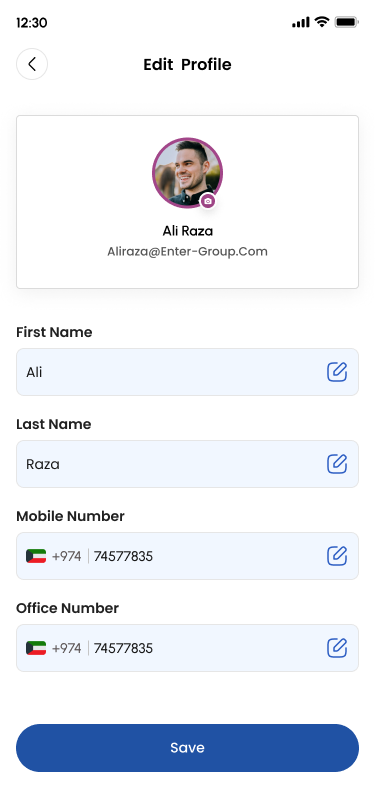 12:30
Edit Profile
Ali Raza
Aliraza@Enter-Group.Com
First Name
Ali
Last Name
Raza
Mobile Number
+974 74577835
Office Number
+974 74577835
Save